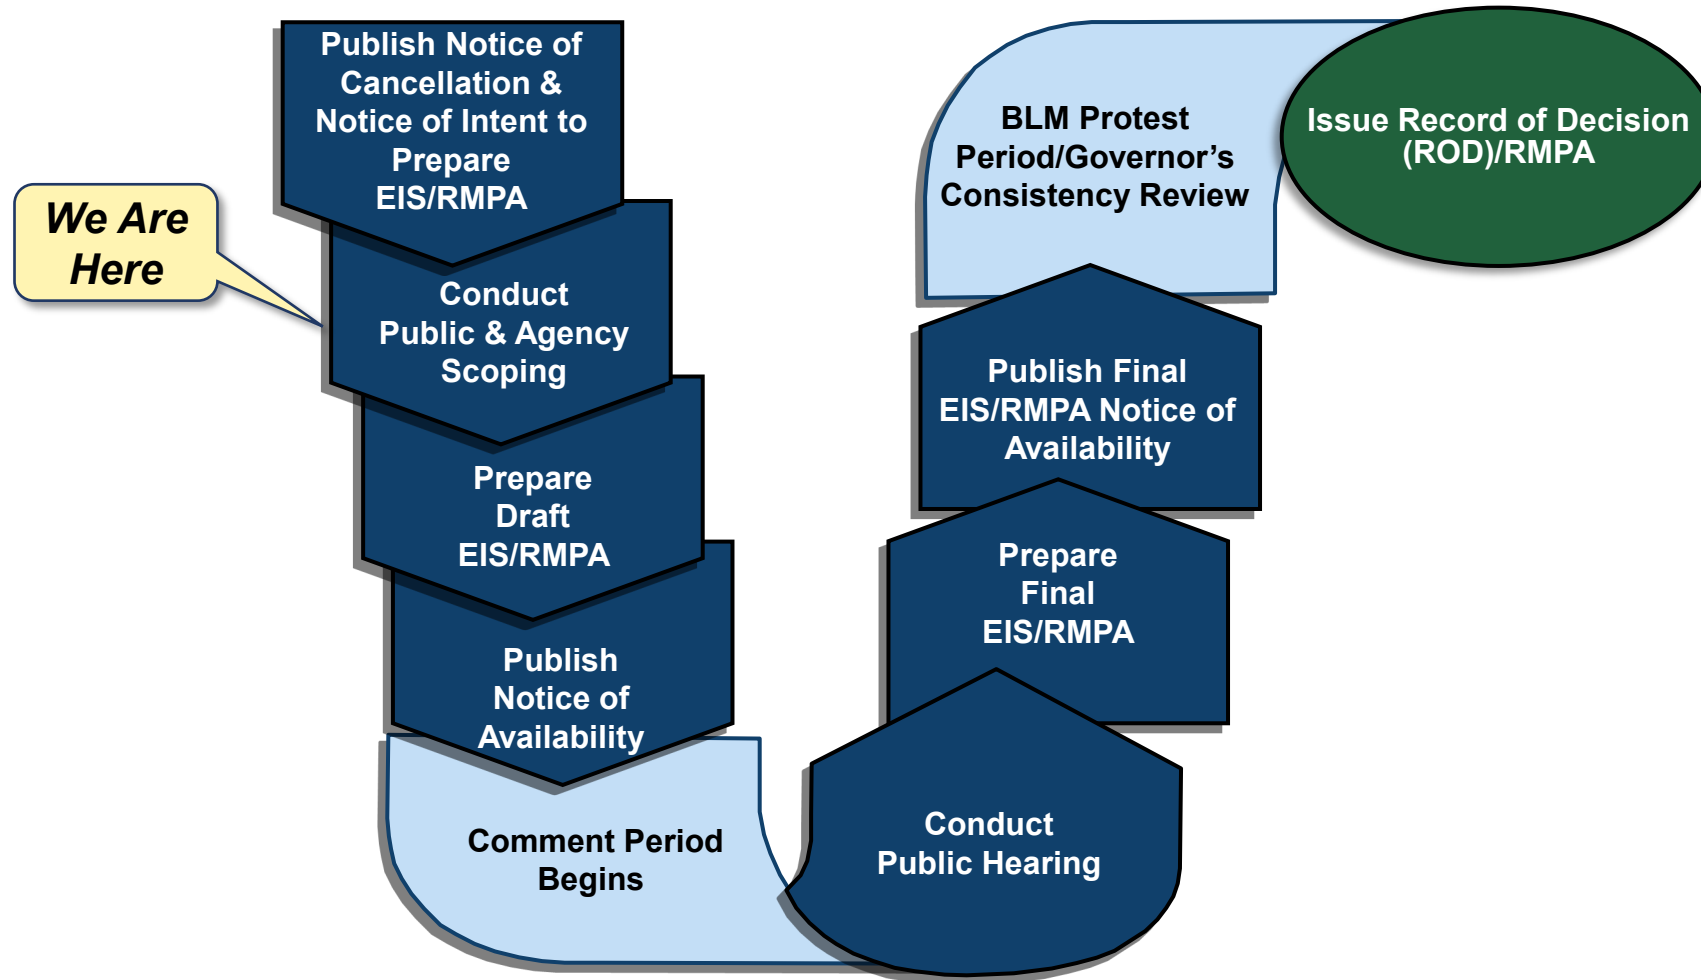 Publish Notice of
Cancellation &
Notice of Intent to
Prepare
EIS/RMPA
We Are
Here
Conduct
Public & Agency
Scoping
Prepare
Draft
EIS/RMPA
Publish
Notice of
Availability
Comment Period
Begins
Conduct
Public Hearing
Prepare
Final
EIS/RMPA
Publish Final
EIS/RMPA Notice of
Availability
BLM Protest
Period/Governor’s
Consistency Review
Issue Record of Decision
(ROD)/RMPA